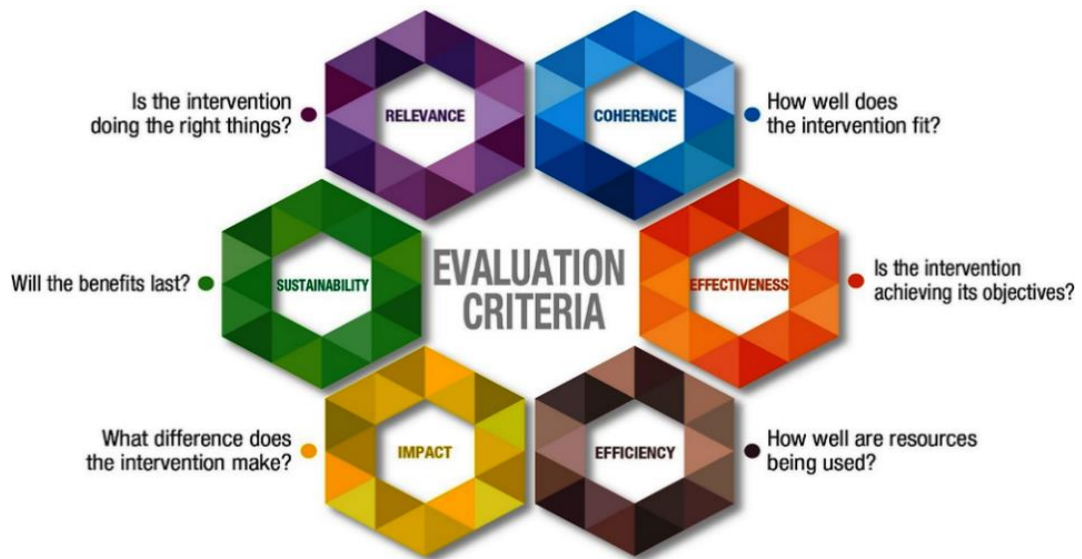 Is the intervention
doing the right things?
RELEVANCE
COHERENCE
How well does
the intervention fit?
Will the benefits last?
SUSTAINABILITY
EVALUATION
CRITERIA
EFFECTIVENESS
Is the intervention
achieving its objectives?
What difference does
the intervention make?
IMPACT
EFFICIENCY
How well are resources
being used?